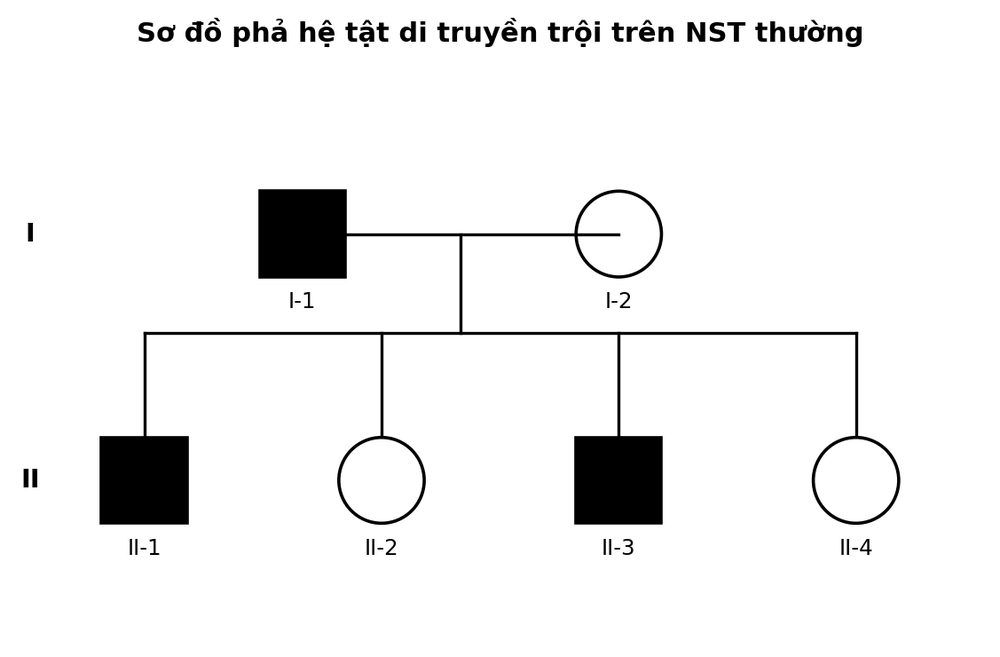 Sơ đồ phả hệ tật di truyền trội trên NST thường
I
I-1
I-2
II
II-1
II-2
II-3
II-4